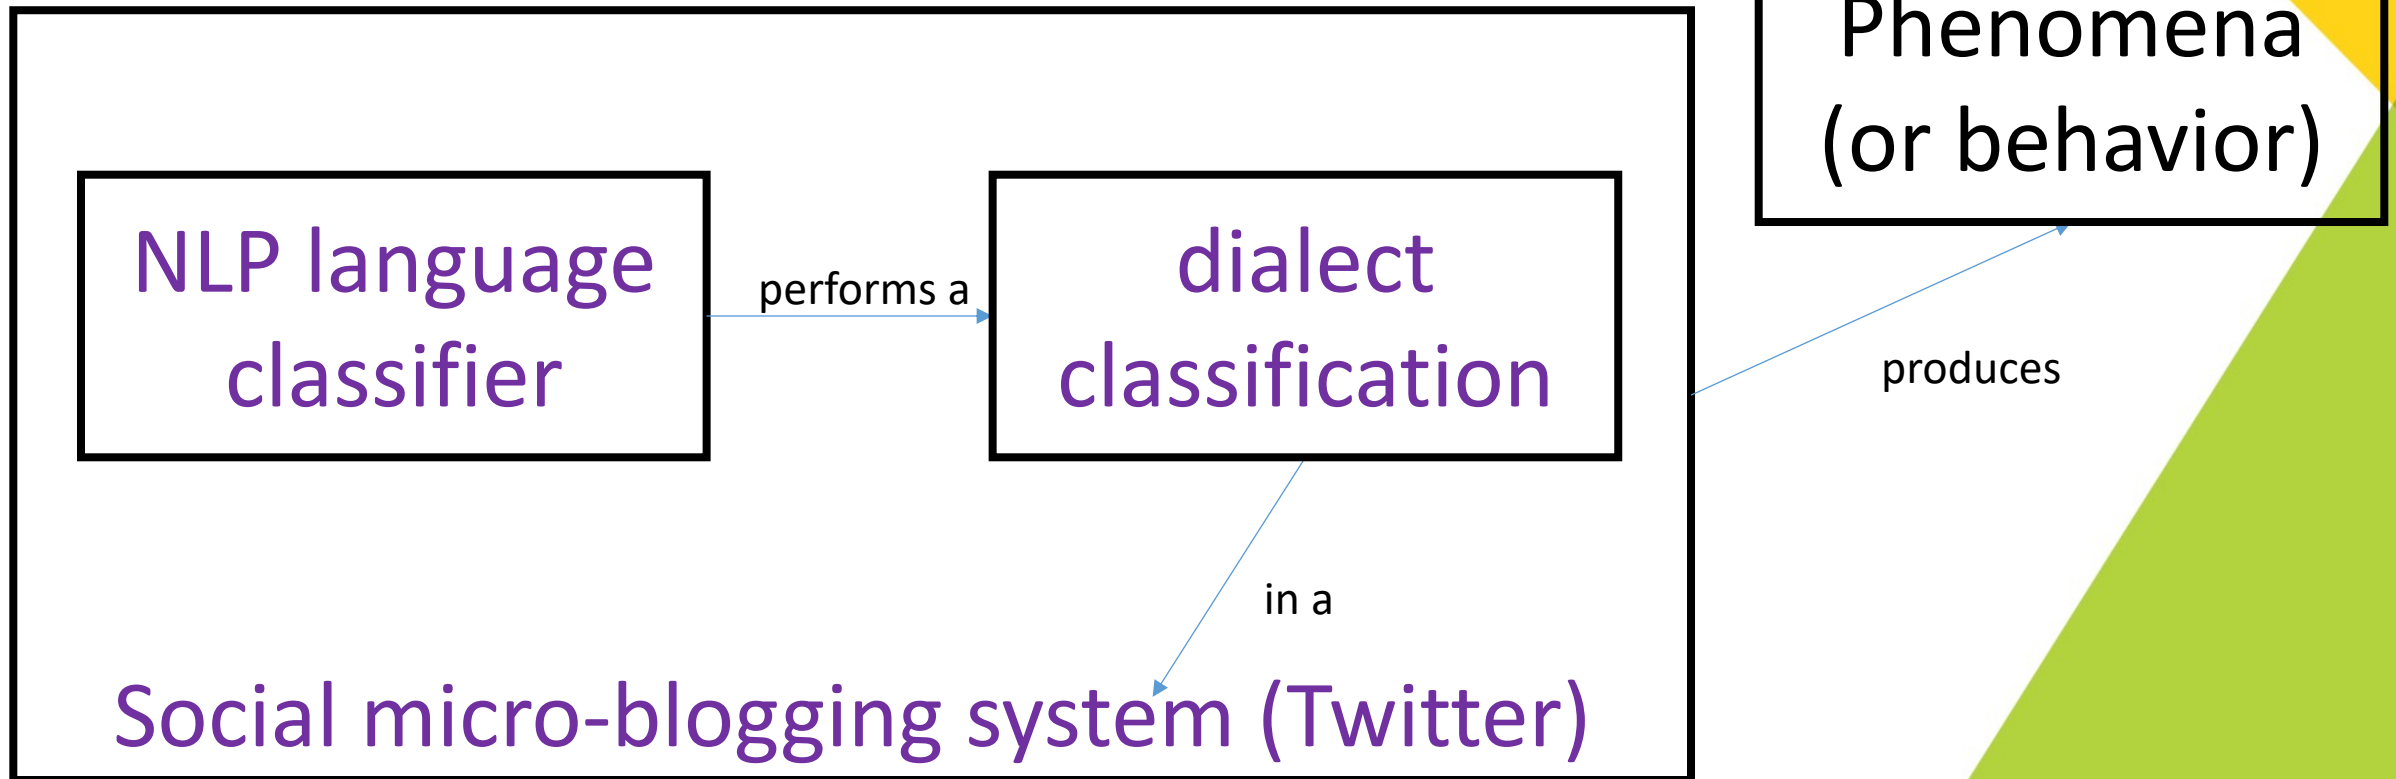 Phenomena
(or behavior)
NLP language
classifier
performs a
dialect
classification
produces
in a
Social micro-blogging system (Twitter)